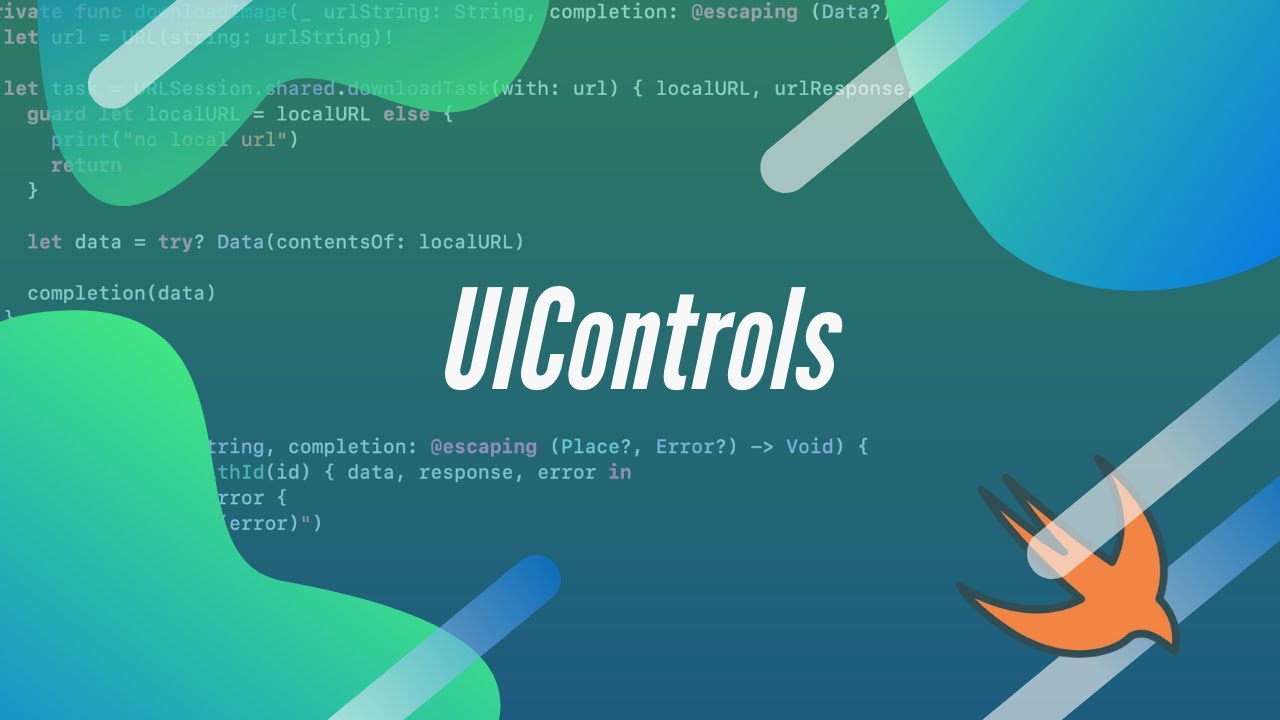 rivate func downloadImage(_ urlString: String, completion: @escaping (Data?)
let url = URL(string: urlString)!
let task = URLSession.shared.downloadTask(with: url) { localURL, urlResponse,
guard let localURL = localURL else {
print("no local url")
return
}
let data = try? Data(contentsOf: localURL)
completion(data)
}
UIControls
tring, completion: @escaping (Place?, Error?) -> Void) {
thId(id) { data, response, error in
rror {
(error)")